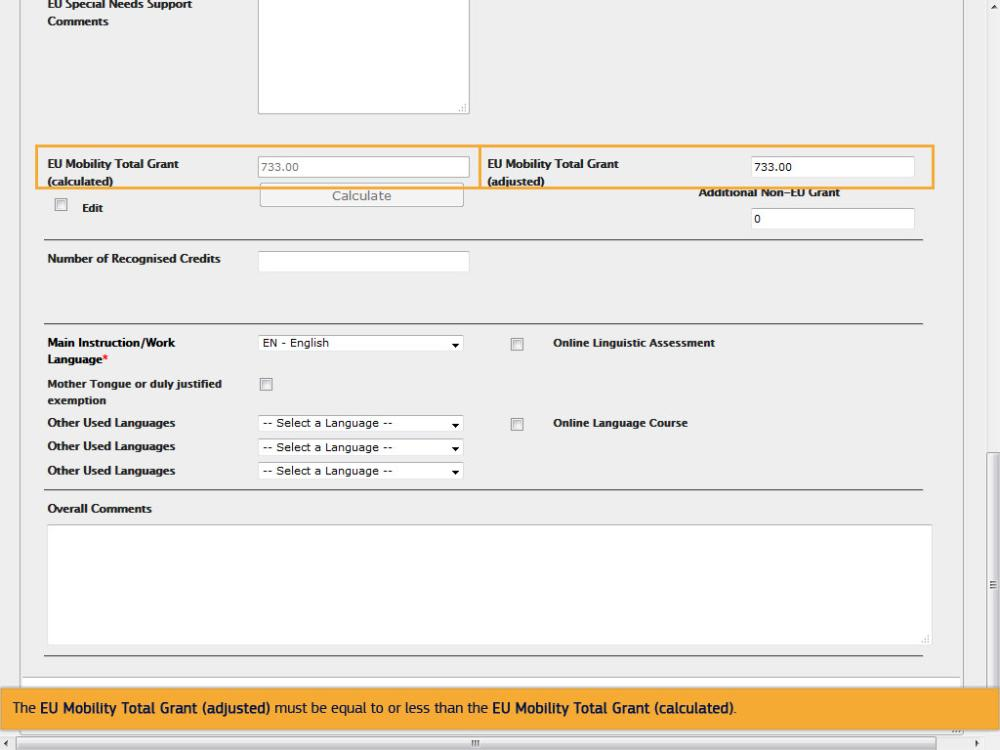 EU Special Needs Support
Comments
EU Mobility Total Grant
(calculated)
733.00
EU Mobility Total Grant
(adjusted)
733.00
Calculate
Edit
Additional Non-EU Grant
0
Number of Recognised Credits
Main Instruction/Work
Language*
EN - English
Online Linguistic Assessment
Mother Tongue or duly justified
exemption
Other Used Languages
-- Select a Language --
Online Language Course
Other Used Languages
-- Select a Language --
Other Used Languages
-- Select a Language --
Overall Comments
The EU Mobility Total Grant (adjusted) must be equal to or less than the EU Mobility Total Grant (calculated).